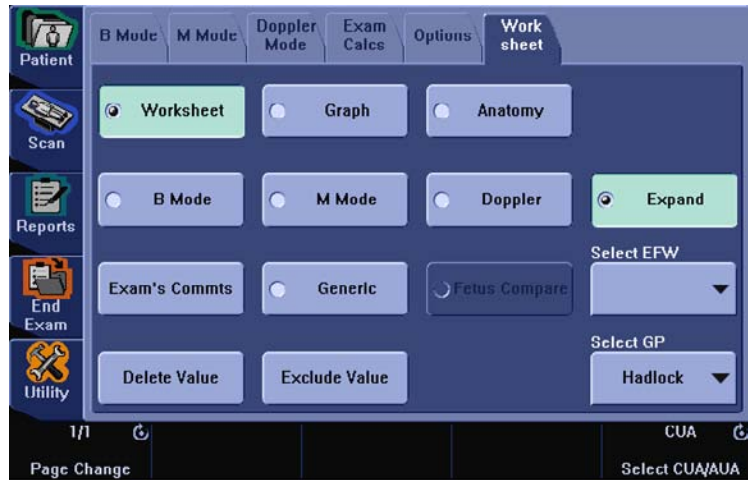 Patient
B Mode
M Mode
Doppler
Mode
Exam
Calcs
Options
Work
sheet
Scan
Worksheet
Graph
Anatomy
Reports
B Mode
M Mode
Doppler
Expand
End
Exam
Exam's Commts
Generic
Fetus Compare
Select EFW
Utility
Delete Value
Exclude Value
Select GP
Hadlock
1/1
CUA
Page Change
Select CUA/AUA